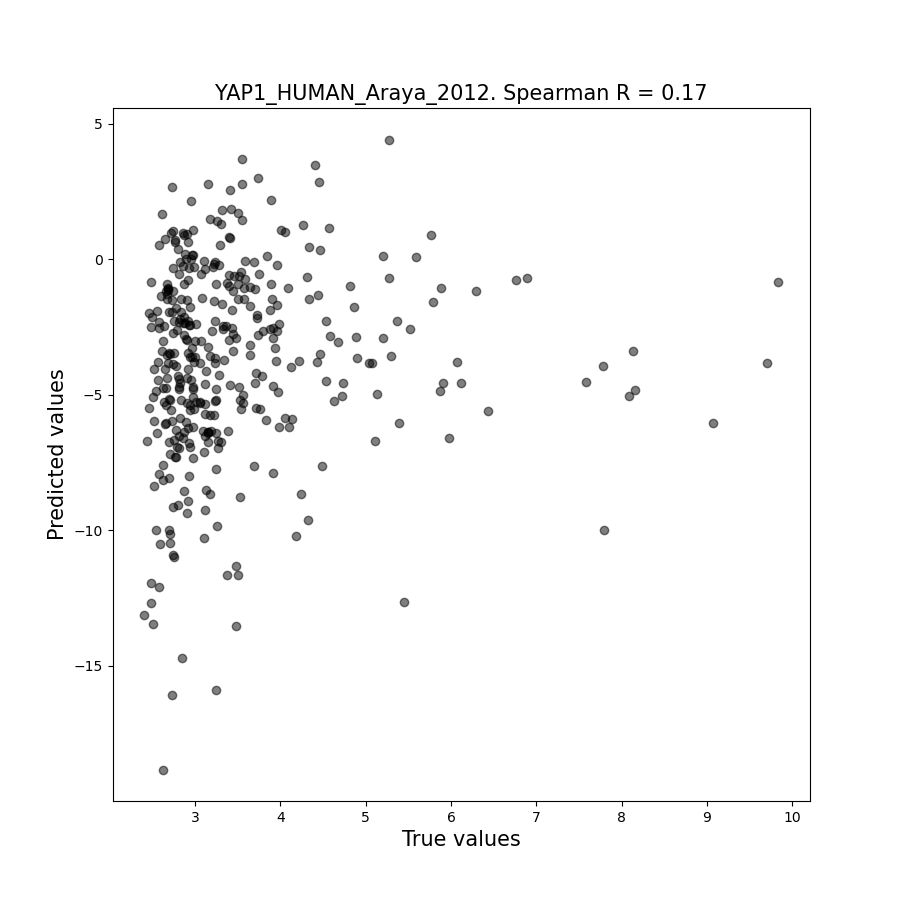 YAP1_HUMAN_Araya_2012. Spearman R = 0.17
5
0
−5
−10
−15
Predicted values
3 4 5 6 7 8 9 10
True values